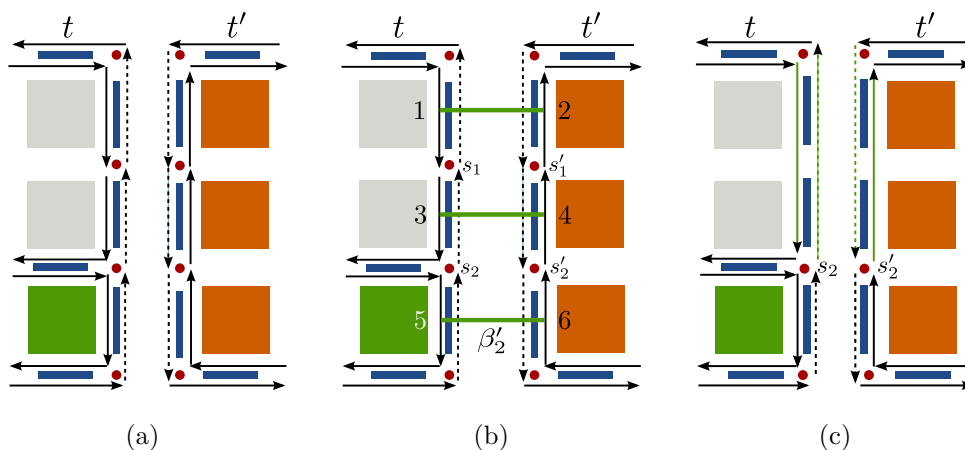 t t′ t t′ t t′
1 2
s₁ s′₁
3 4
s₂ s′₂ s₂ s′₂
5 6
β′₂
(a) (b) (c)